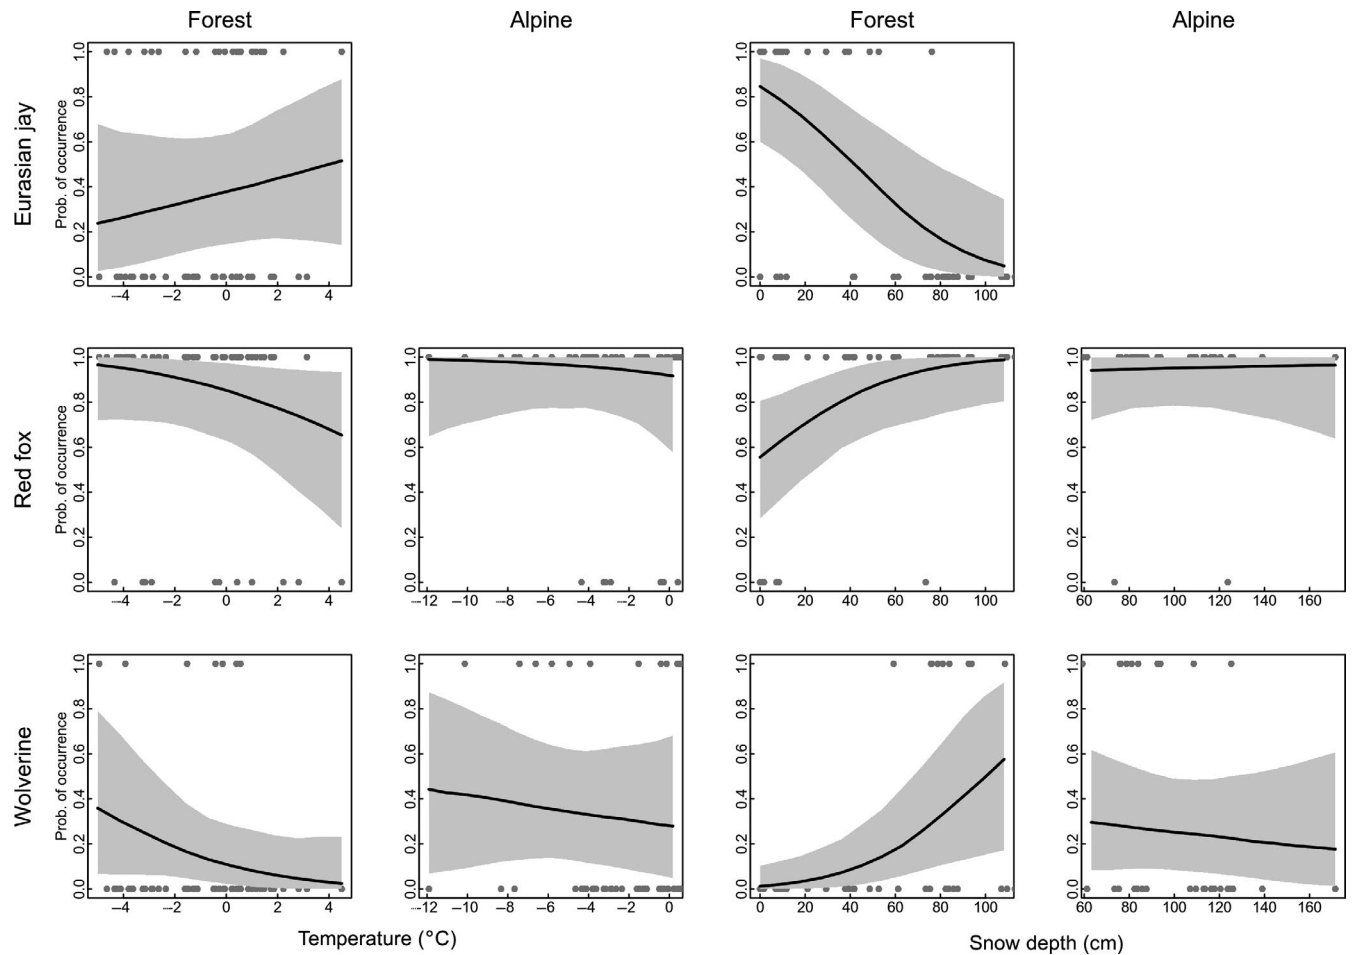 Forest Alpine Forest Alpine
Eurasian jay
Prob. of occurrence
0.0 0.2 0.4 0.6 0.8 1.0
−4 −2 0 2 4
0.0 0.2 0.4 0.6 0.8 1.0
0 20 40 60 80 100
Red fox
Prob. of occurrence
0.0 0.2 0.4 0.6 0.8 1.0
−4 −2 0 2 4
0.0 0.2 0.4 0.6 0.8 1.0
−12 −10 −8 −6 −4 −2 0
0.0 0.2 0.4 0.6 0.8 1.0
0 20 40 60 80 100
0.0 0.2 0.4 0.6 0.8 1.0
60 80 100 120 140 160
Wolverine
Prob. of occurrence
0.0 0.2 0.4 0.6 0.8 1.0
−4 −2 0 2 4
0.0 0.2 0.4 0.6 0.8 1.0
−12 −10 −8 −6 −4 −2 0
0.0 0.2 0.4 0.6 0.8 1.0
0 20 40 60 80 100
0.0 0.2 0.4 0.6 0.8 1.0
60 80 100 120 140 160
Temperature (°C) Snow depth (cm)